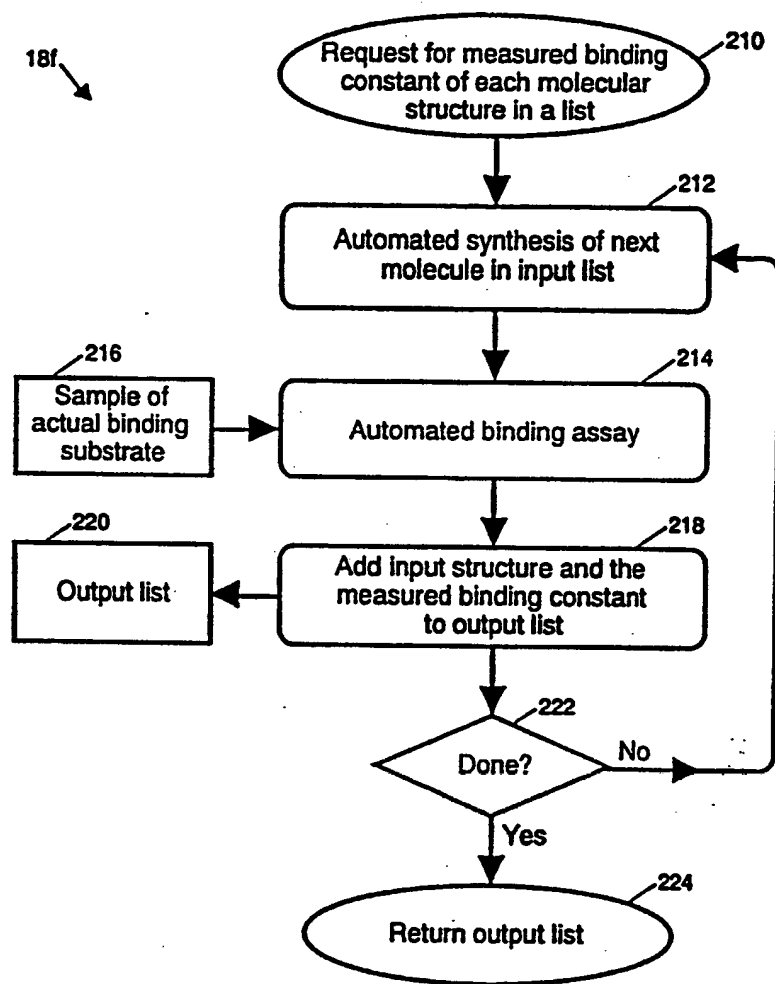 18f
210
Request for measured binding
constant of each molecular
structure in a list
212
Automated synthesis of next
molecule in input list
216
Sample of
actual binding
substrate
214
Automated binding assay
220
Output list
218
Add input structure and the
measured binding constant
to output list
222
Done?
No
Yes
224
Return output list